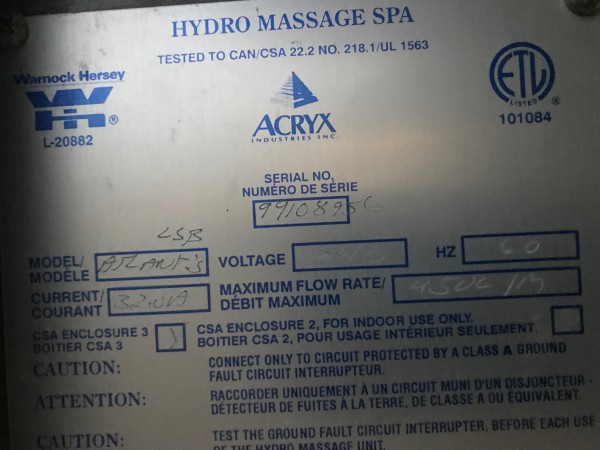 HYDRO MASSAGE SPA
TESTED TO CAN/CSA 22.2 NO. 218.1/UL 1563
Warnock Hersey
®
L-20882
ACRYX
INDUSTRIES INC.
ETL
LISTED
®
101084
SERIAL NO.
NUMÉRO DE SÉRIE
LSB
MODEL/
MODÈLE
Atlantis
VOLTAGE
HZ
60
CURRENT/
COURANT
32.0A
MAXIMUM FLOW RATE/
DÉBIT MAXIMUM
CSA ENCLOSURE 3
BOITIER CSA 3
CSA ENCLOSURE 2, FOR INDOOR USE ONLY.
BOITIER CSA 2, POUR USAGE INTÉRIEUR SEULEMENT.
CAUTION:
CONNECT ONLY TO CIRCUIT PROTECTED BY A CLASS A GROUND
FAULT CIRCUIT INTERRUPTER.
ATTENTION:
RACCORDER UNIQUEMENT À UN CIRCUIT MUNI D'UN DISJONCTEUR -
DÉTECTEUR DE FUITES À LA TERRE, DE CLASSE A OU ÉQUIVALENT.
CAUTION:
TEST THE GROUND FAULT CIRCUIT INTERRUPTER, BEFORE EACH USE
OF THE HYDRO MASSAGE UNIT.